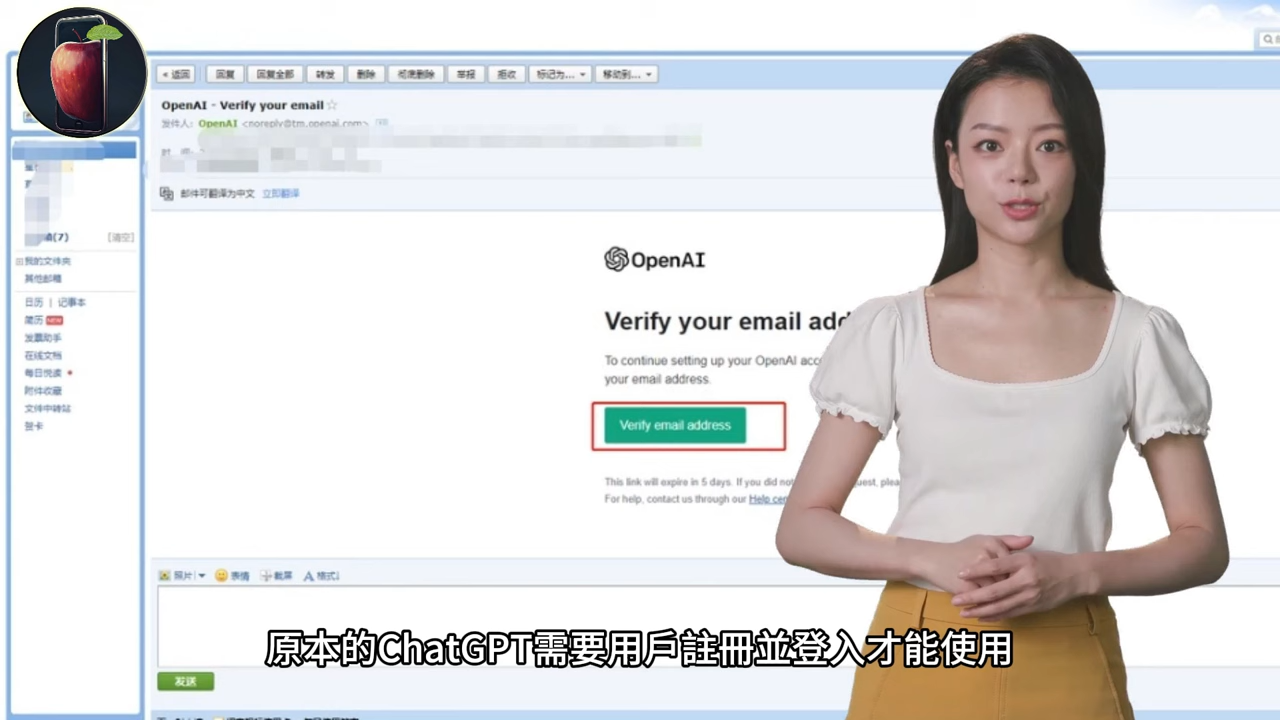 « 返回
回复
回复全部
转发
删除
彻底删除
举报
拒收
标记为...
移动到...
OpenAI - Verify your email
发件人: OpenAI <noreply@tm.openai.com>
邮件可翻译为中文 立即翻译
(7) [清空]
我的文件夹
其他邮箱
日历 | 记事本
简历 NEW
发票助手
在线文档
每日悦读
附件收藏
文件中转站
贺卡
OpenAI
Verify your email add
To continue setting up your OpenAI acc
your email address.
Verify email address
This link will expire in 5 days. If you did not
uest, plea
For help, contact us through our Help cen
照片 表情 截屏 A 格式
原本的ChatGPT需要用戶註冊並登入才能使用
发送